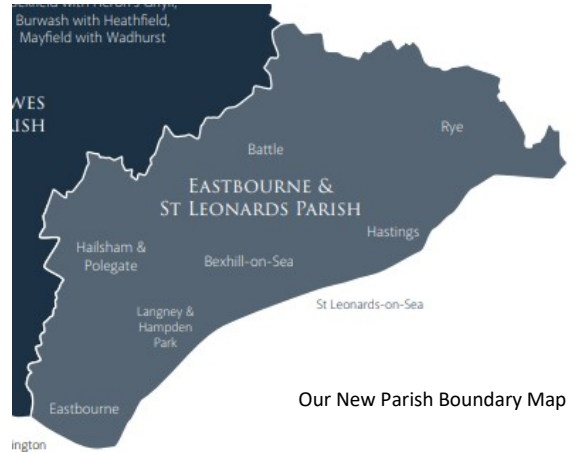 Burwash with Heathfield,
Mayfield with Wadhurst
WES
ISH
Rye
Battle
EASTBOURNE &
ST LEONARDS PARISH
Hastings
Hailsham &
Polegate
Bexhill-on-Sea
St Leonards-on-Sea
Langney &
Hampden
Park
Our New Parish Boundary Map
Eastbourne
ington